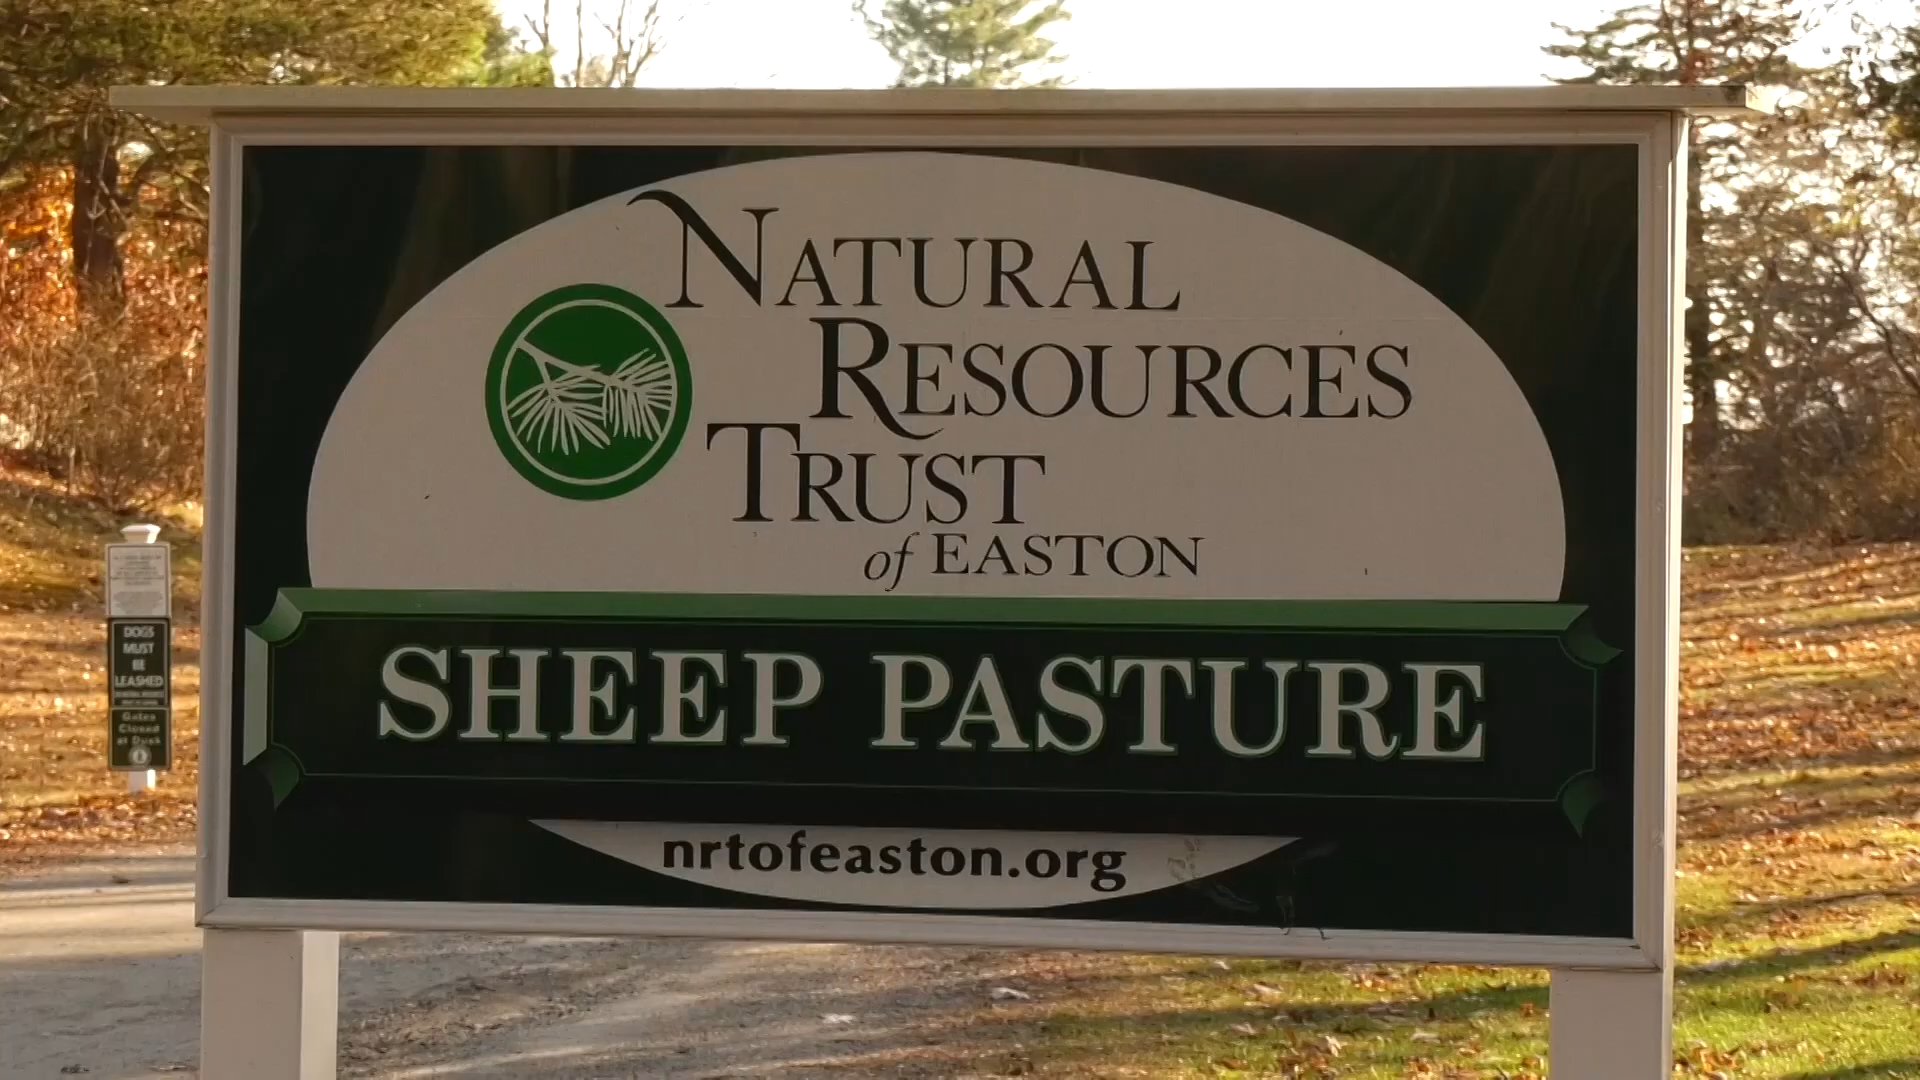 NATURAL
RESOURCES
TRUST
of EASTON
SHEEP PASTURE
nrtofeaston.org
DOGS
MUST
BE
LEASHED
Gates
Closed
at Dusk